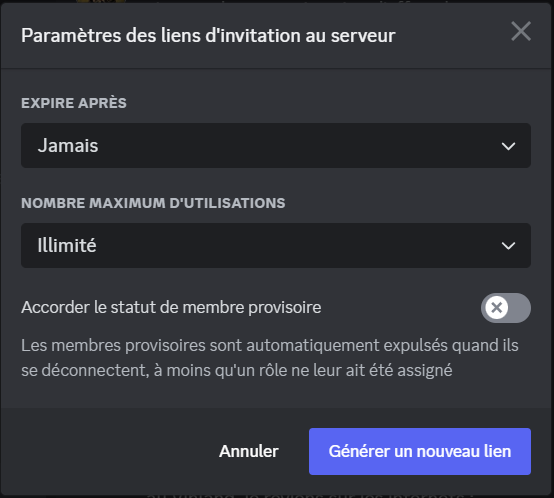 Paramètres des liens d'invitation au serveur
EXPIRE APRÈS
Jamais
NOMBRE MAXIMUM D'UTILISATIONS
Illimité
Accorder le statut de membre provisoire
Les membres provisoires sont automatiquement expulsés quand ils
se déconnectent, à moins qu'un rôle ne leur ait été assigné
Annuler
Générer un nouveau lien